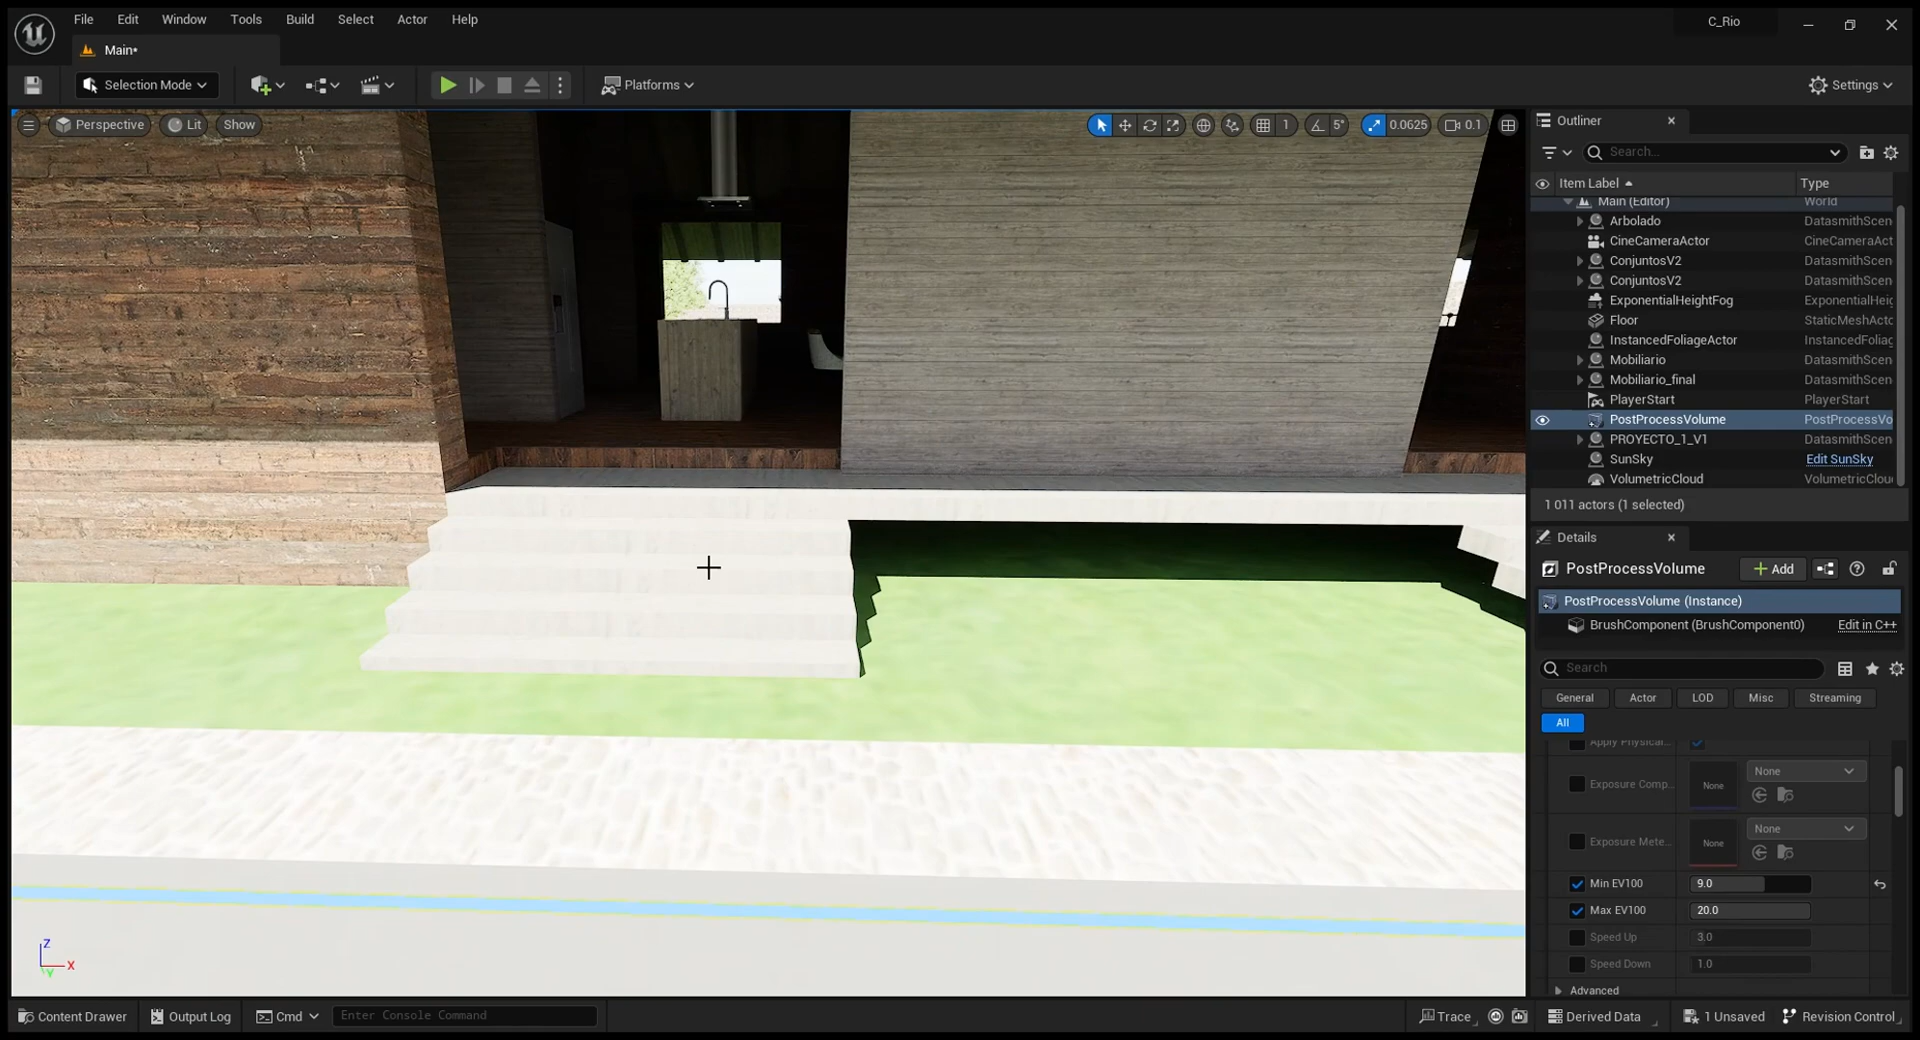 File Edit Window Tools Build Select Actor Help
C_Rio
Main•
Selection Mode
Platforms
Settings
Perspective Lit Show
1 5° 0.0625 0.1
Outliner
Search...
Item Label Type
Main (Editor) World
Arbolado DatasmithScen
CineCameraActor CineCameraAct
ConjuntosV2 DatasmithScen
ConjuntosV2 DatasmithScen
ExponentialHeightFog ExponentialHeig
Floor StaticMeshActo
InstancedFoliageActor InstancedFoliag
Mobiliario DatasmithScen
Mobiliario_final DatasmithScen
PlayerStart PlayerStart
PostProcessVolume PostProcessVo
PROYECTO_1_V1 DatasmithScen
SunSky Edit SunSky
VolumetricCloud VolumetricClou
1 011 actors (1 selected)
Details
PostProcessVolume
Add
PostProcessVolume (Instance)
BrushComponent (BrushComponent0) Edit in C++
Search
General Actor LOD Misc Streaming
All
Apply Physical...
Exposure Comp... None None
Exposure Mete... None None
Min EV100 9.0
Max EV100 20.0
Speed Up 3.0
Speed Down 1.0
Advanced
Z
X
Y
Content Drawer Output Log Cmd Enter Console Command
Trace Derived Data 1 Unsaved Revision Control